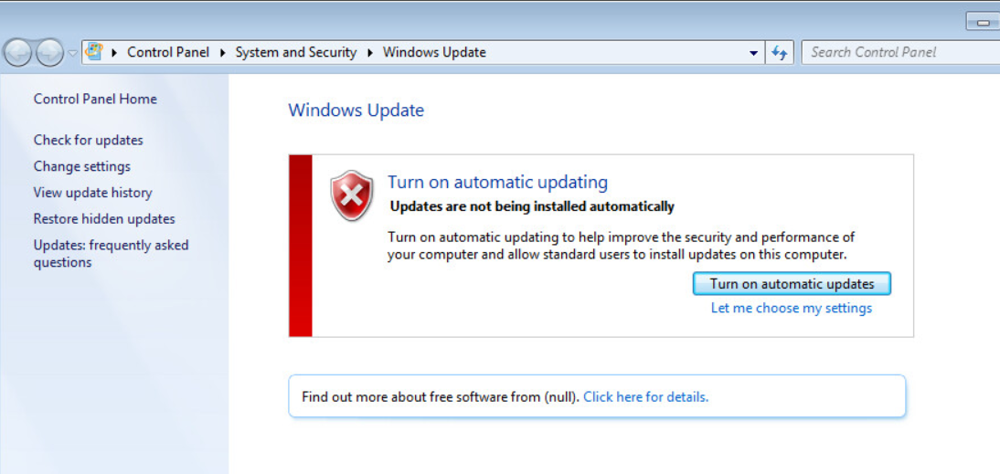 Control Panel System and Security Windows Update
Search Control Panel
Control Panel Home
Check for updates
Change settings
View update history
Restore hidden updates
Updates: frequently asked
questions
Windows Update
Turn on automatic updating
Updates are not being installed automatically
Turn on automatic updating to help improve the security and performance of
your computer and allow standard users to install updates on this computer.
Turn on automatic updates
Let me choose my settings
Find out more about free software from (null). Click here for details.